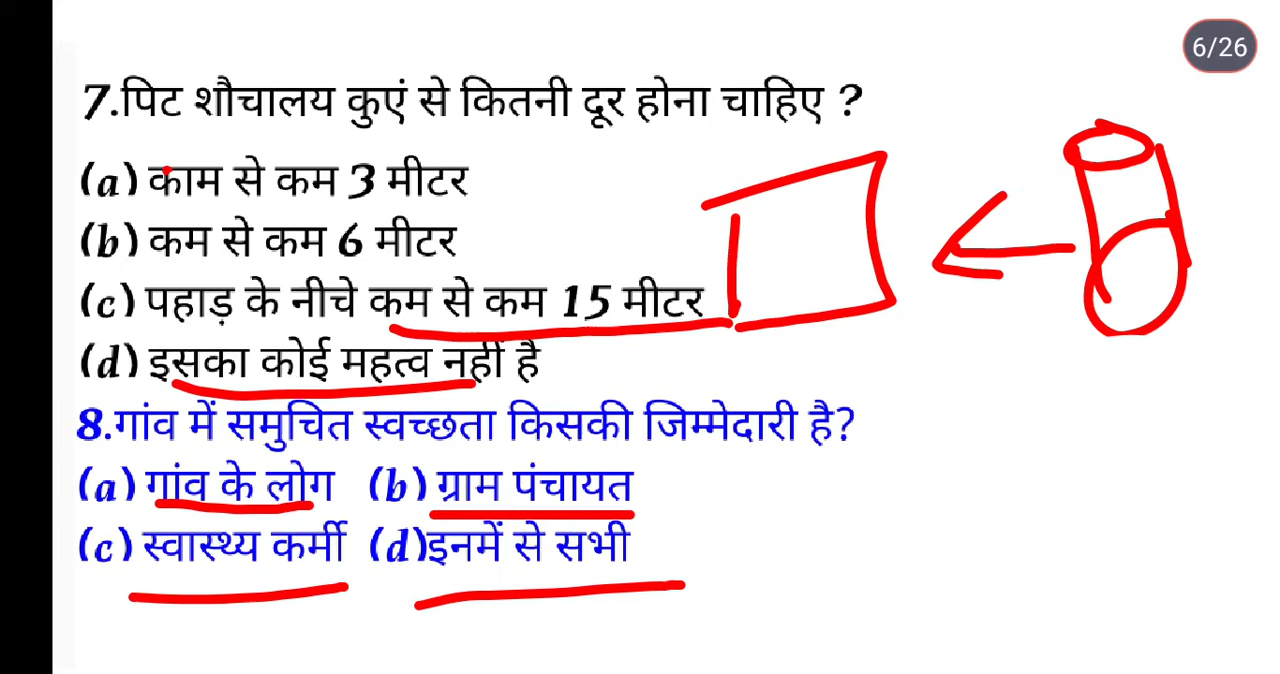 6/26
7.पिट शौचालय कुएं से कितनी दूर होना चाहिए ?
(a) काम से कम 3 मीटर
(b) कम से कम 6 मीटर
(c) पहाड़ के नीचे कम से कम 15 मीटर
(d) इसका कोई महत्व नहीं है
8.गांव में समुचित स्वच्छता किसकी जिम्मेदारी है?
(a) गांव के लोग (b) ग्राम पंचायत
(c) स्वास्थ्य कर्मी (d)इनमें से सभी